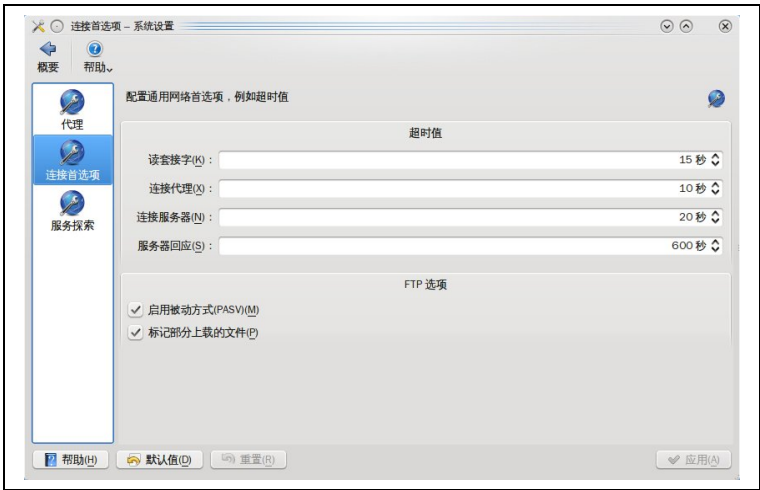 连接首选项 – 系统设置
概要 帮助
代理
连接首选项
服务探索
配置通用网络首选项，例如超时值
超时值
读套接字(K)： 15 秒
连接代理(X)： 10 秒
连接服务器(N)： 20 秒
服务器回应(S)： 600 秒
FTP 选项
启用被动方式(PASV)(M)
标记部分上载的文件(P)
帮助(H) 默认值(D) 重置(R) 应用(A)